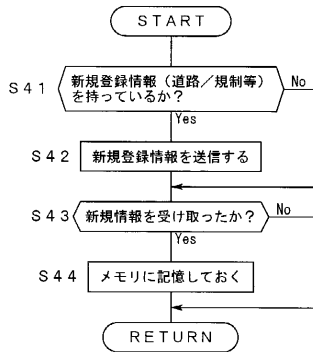 START
S41
新規登録情報(道路/規制等)
を持っているか?
No
Yes
S42
新規登録情報を送信する
S43
新規情報を受け取ったか?
No
Yes
S44
メモリに記憶しておく
RETURN